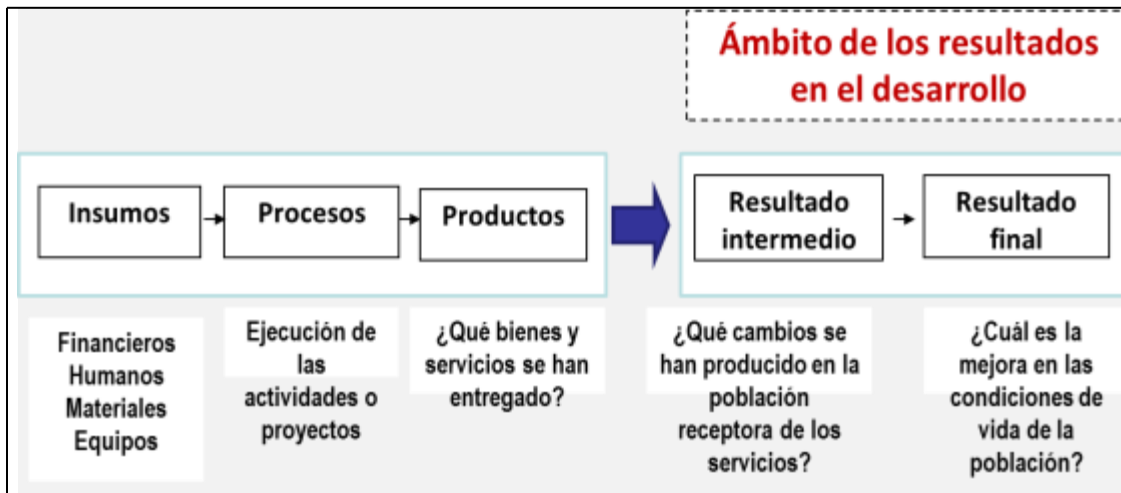 Ámbito de los resultados
en el desarrollo
Insumos
Procesos
Productos
Resultado
intermedio
Resultado
final
Financieros
Humanos
Materiales
Equipos
Ejecución de
las
actividades o
proyectos
¿Qué bienes y
servicios se han
entregado?
¿Qué cambios se
han producido en la
población
receptora de los
servicios?
¿Cuál es la
mejora en las
condiciones de
vida de la
población?